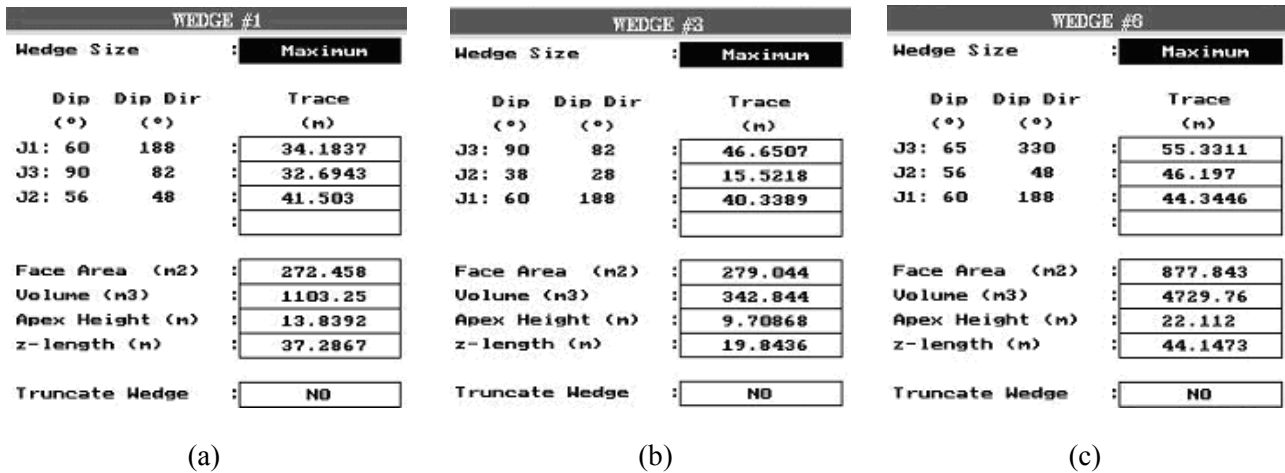 WEDGE #1
Wedge Size : Maximum
Dip Dip Dir Trace
(°) (°) (m)
J1: 60 188 : 34.1837
J3: 90 82 : 32.6943
J2: 56 48 : 41.503
:
Face Area (m2) : 272.458
Volume (m3) : 1103.25
Apex Height (m) : 13.8392
z-length (m) : 37.2867
Truncate Wedge : NO
(a)
WEDGE #3
Wedge Size : Maximum
Dip Dip Dir Trace
(°) (°) (m)
J3: 90 82 : 46.6507
J2: 38 28 : 15.5218
J1: 60 188 : 40.3389
:
Face Area (m2) : 279.044
Volume (m3) : 342.844
Apex Height (m) : 9.70868
z-length (m) : 19.8436
Truncate Wedge : NO
(b)
WEDGE #6
Wedge Size : Maximum
Dip Dip Dir Trace
(°) (°) (m)
J3: 65 330 : 55.3311
J2: 56 48 : 46.197
J1: 60 188 : 44.3446
:
Face Area (m2) : 877.843
Volume (m3) : 4729.76
Apex Height (m) : 22.112
z-length (m) : 44.1473
Truncate Wedge : NO
(c)